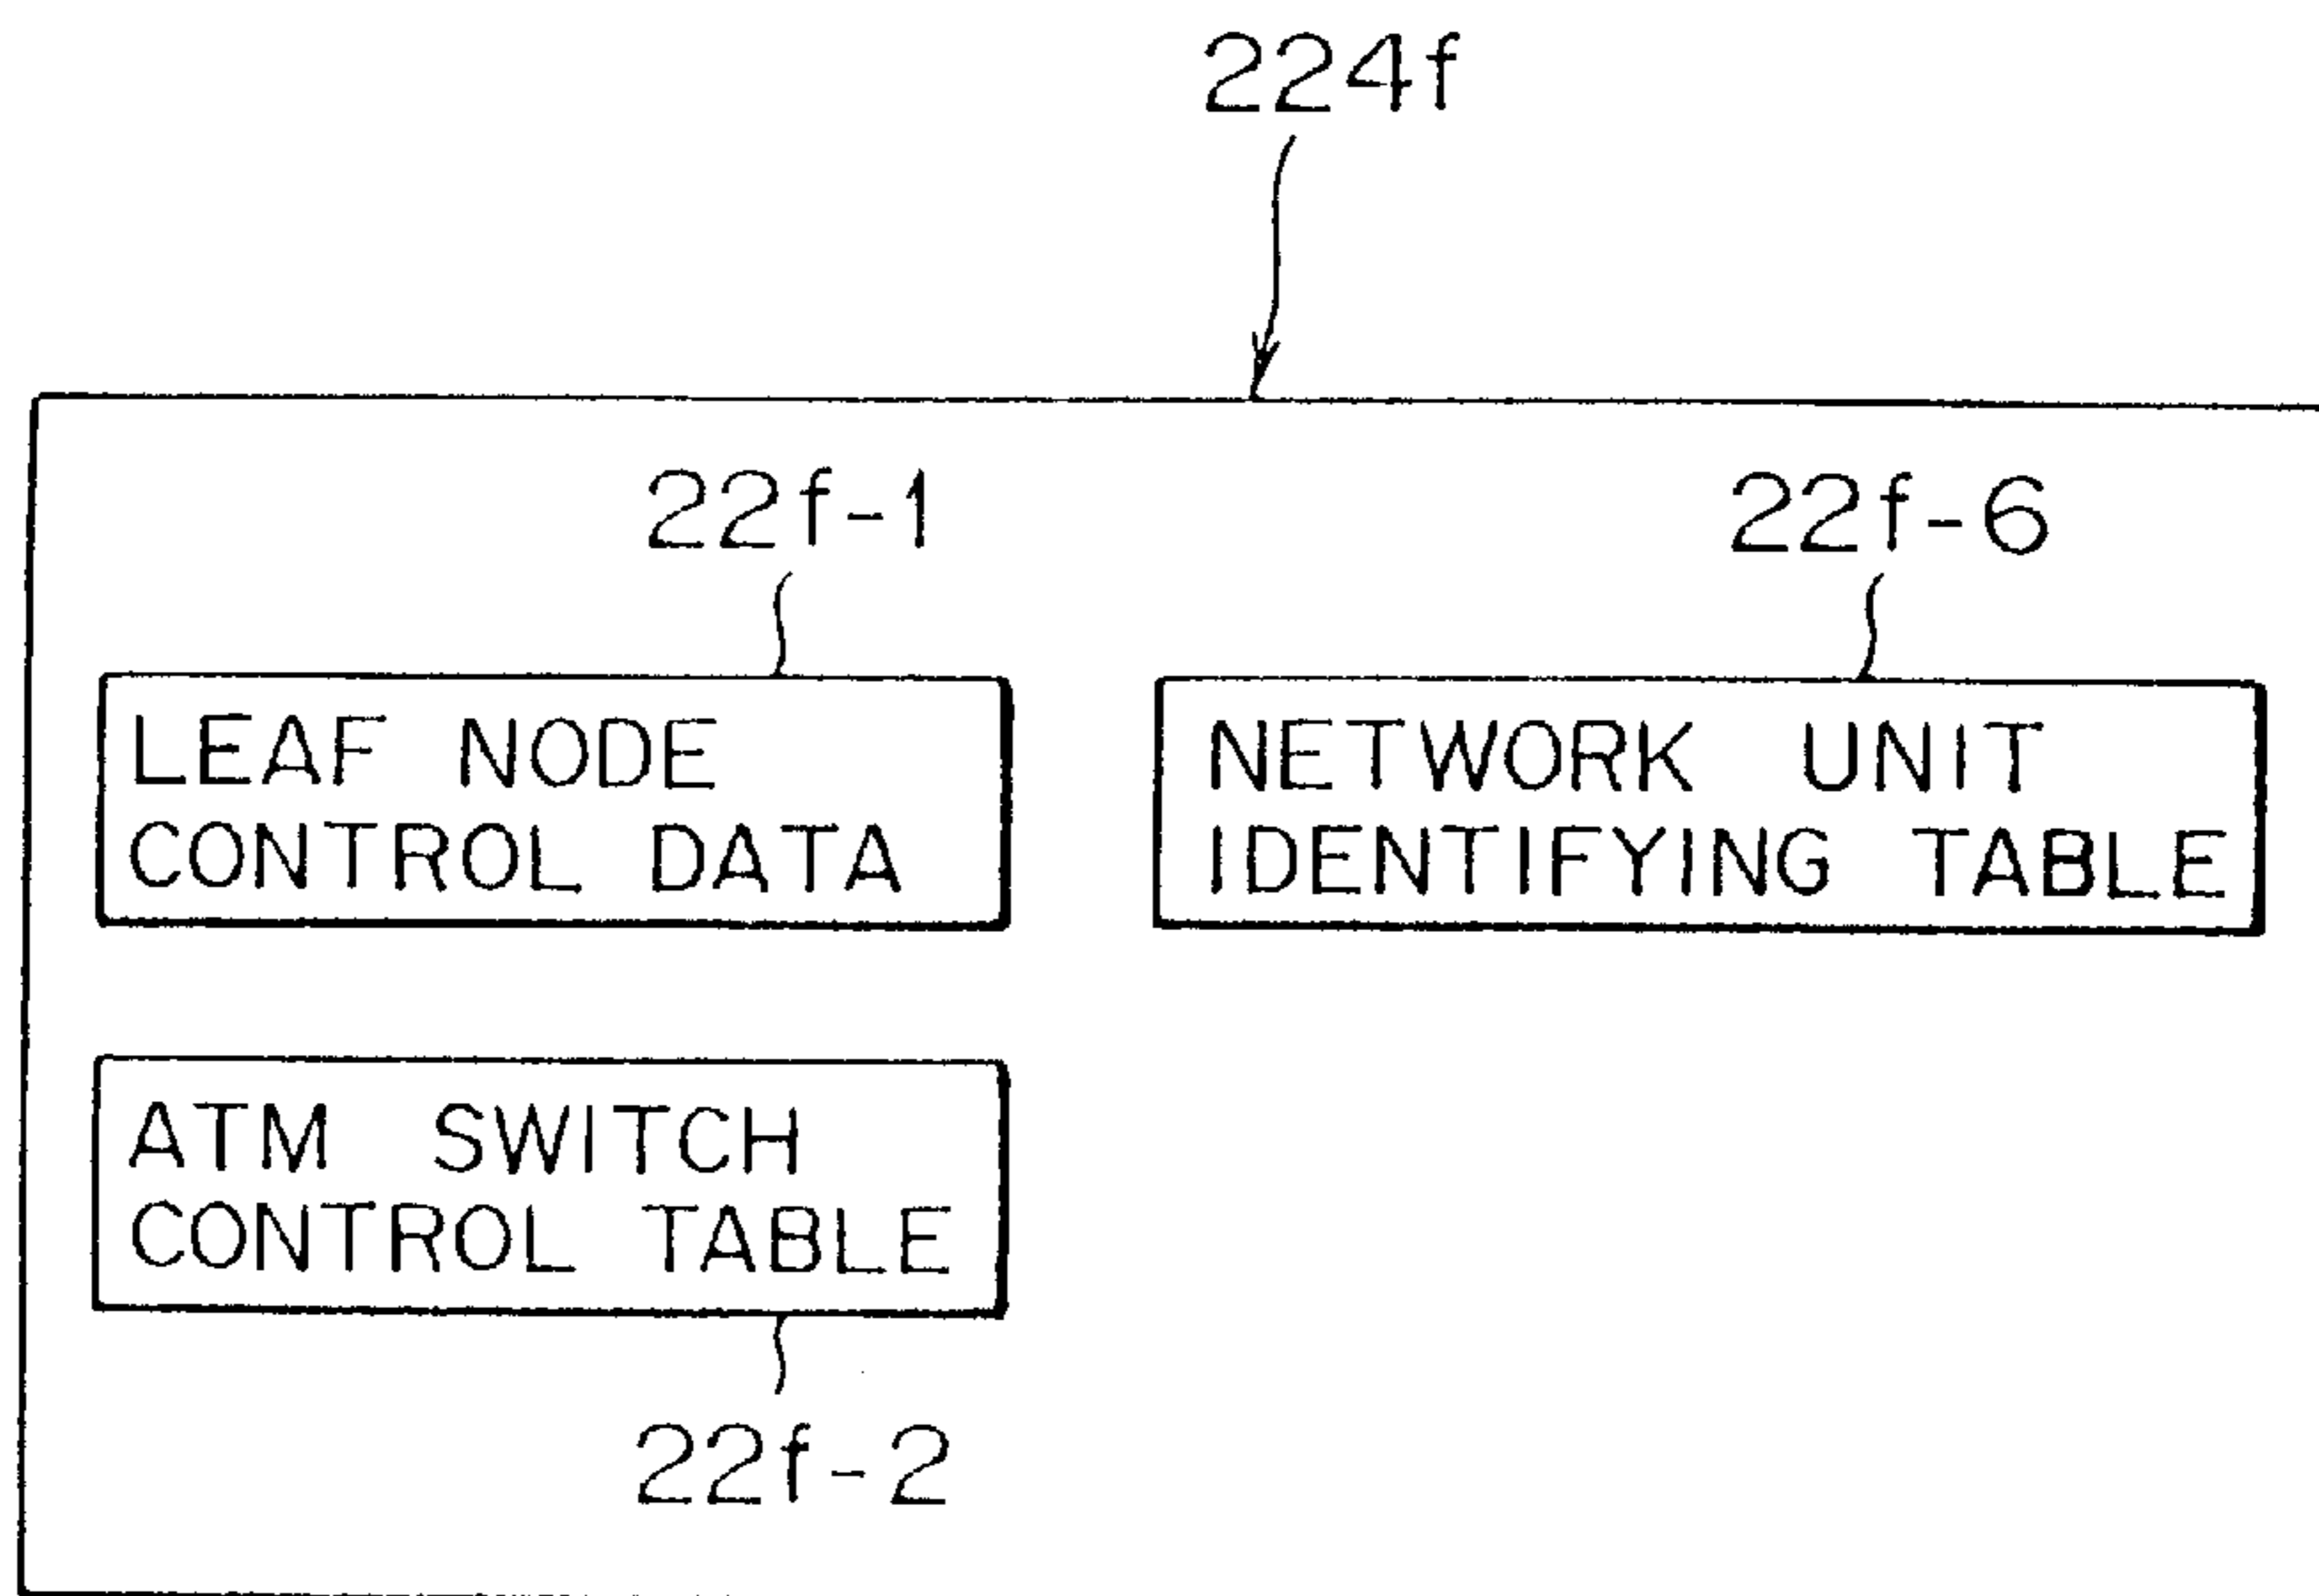 224f
22f-1
22f-6
LEAF NODE
CONTROL DATA
NETWORK UNIT
IDENTIFYING TABLE
ATM SWITCH
CONTROL TABLE
22f-2